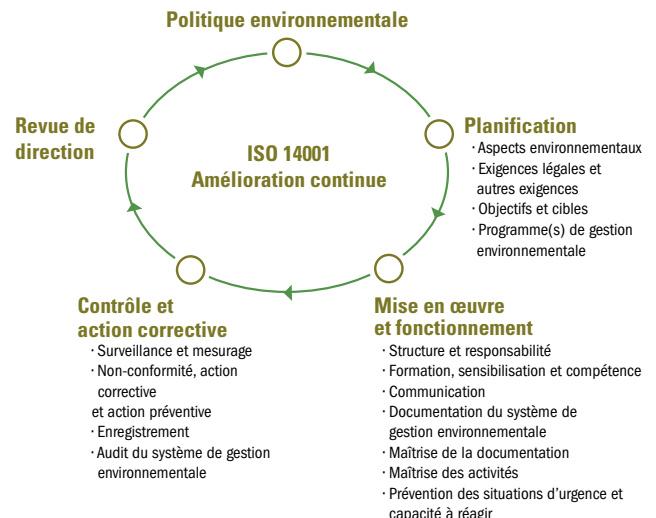 Politique environnementale
Revue de
direction
ISO 14001
Amélioration continue
Planification
· Aspects environnementaux
· Exigences légales et
autres exigences
· Objectifs et cibles
· Programme(s) de gestion
environnementale
Contrôle et
action corrective
· Surveillance et mesurage
· Non-conformité, action
corrective
et action préventive
· Enregistrement
· Audit du système de gestion
environnementale
Mise en œuvre
et fonctionnement
· Structure et responsabilité
· Formation, sensibilisation et compétence
· Communication
· Documentation du système de
gestion environnementale
· Maîtrise de la documentation
· Maîtrise des activités
· Prévention des situations d'urgence et
capacité à réagir